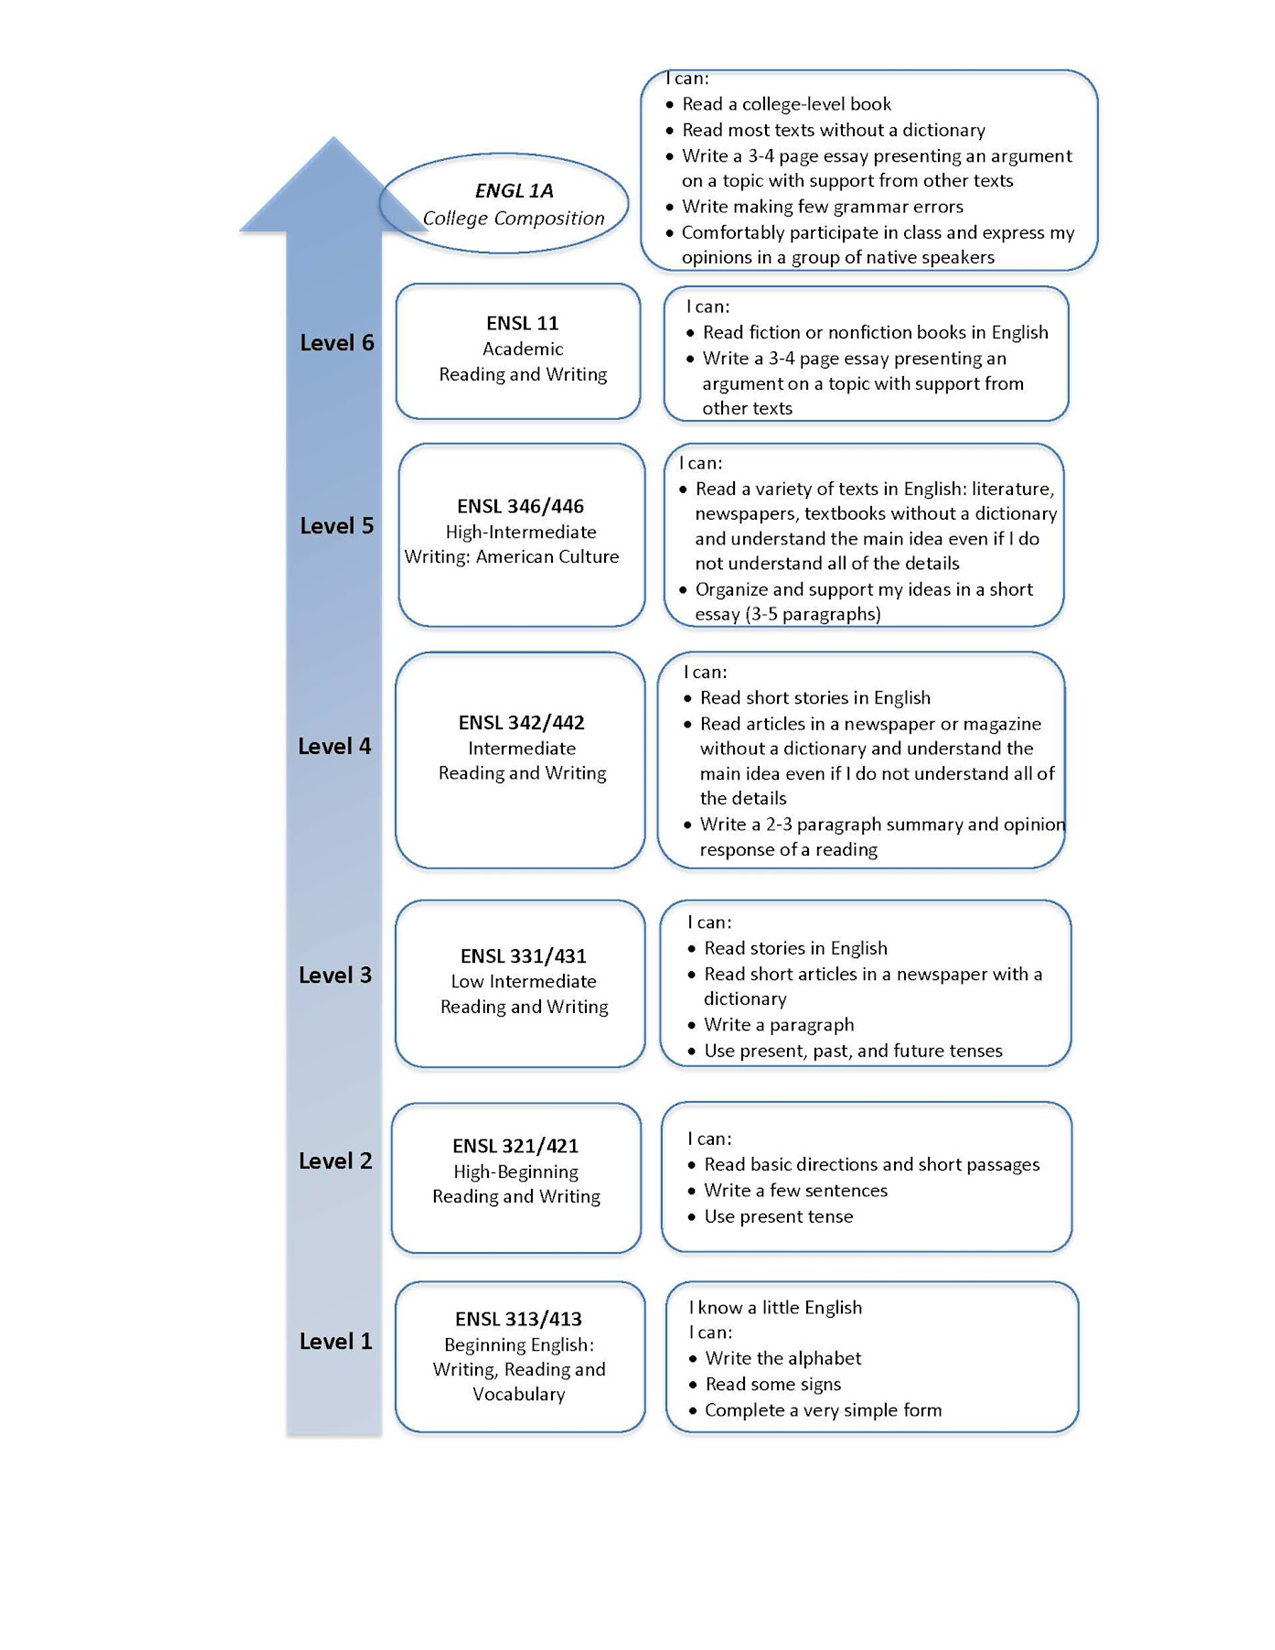 I can:
• Read a college-level book
• Read most texts without a dictionary
• Write a 3-4 page essay presenting an argument
on a topic with support from other texts
• Write making few grammar errors
• Comfortably participate in class and express my
opinions in a group of native speakers
ENGL 1A
College Composition
Level 6
ENSL 11
Academic
Reading and Writing
I can:
• Read fiction or nonfiction books in English
• Write a 3-4 page essay presenting an
argument on a topic with support from
other texts
Level 5
ENSL 346/446
High-Intermediate
Writing: American Culture
I can:
• Read a variety of texts in English: literature,
newspapers, textbooks without a dictionary
and understand the main idea even if I do
not understand all of the details
• Organize and support my ideas in a short
essay (3-5 paragraphs)
Level 4
ENSL 342/442
Intermediate
Reading and Writing
I can:
• Read short stories in English
• Read articles in a newspaper or magazine
without a dictionary and understand the
main idea even if I do not understand all of
the details
• Write a 2-3 paragraph summary and opinion
response of a reading
Level 3
ENSL 331/431
Low Intermediate
Reading and Writing
I can:
• Read stories in English
• Read short articles in a newspaper with a
dictionary
• Write a paragraph
• Use present, past, and future tenses
Level 2
ENSL 321/421
High-Beginning
Reading and Writing
I can:
• Read basic directions and short passages
• Write a few sentences
• Use present tense
Level 1
ENSL 313/413
Beginning English:
Writing, Reading and
Vocabulary
I know a little English
I can:
• Write the alphabet
• Read some signs
• Complete a very simple form